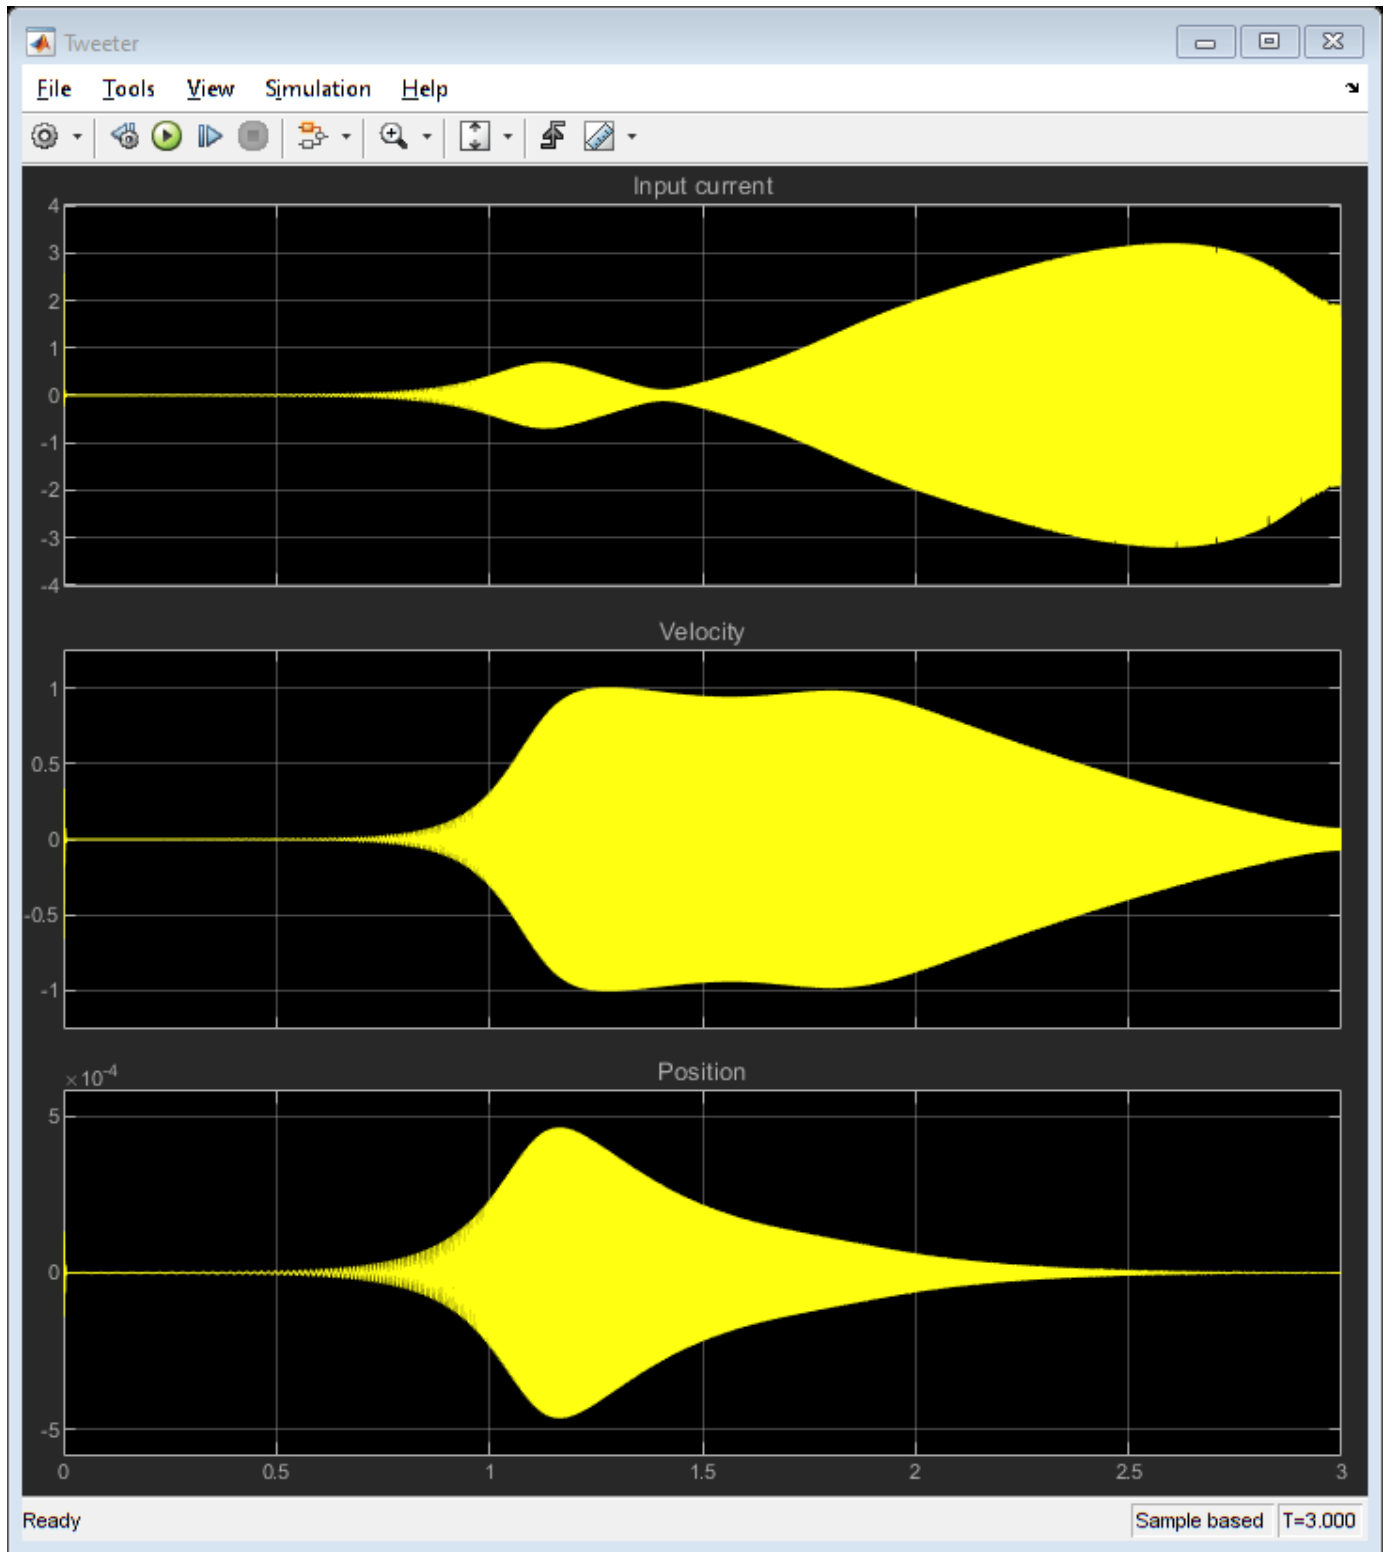 Tweeter
File Tools View Simulation Help
Input current
4
3
2
1
0
-1
-2
-3
-4
Velocity
1
0.5
0
-0.5
-1
Position
×10⁻⁴
5
0
-5
0 0.5 1 1.5 2 2.5 3
Ready Sample based T=3.000